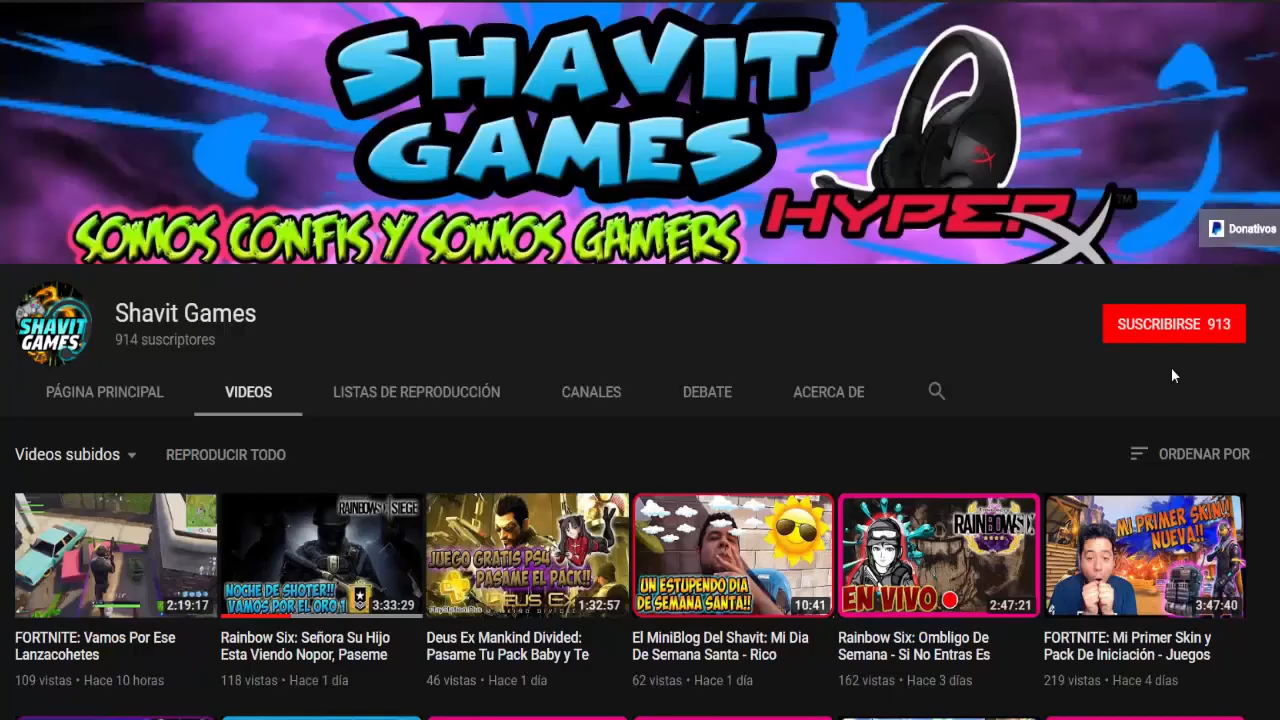 SHAVIT
GAMES
SOMOS CONFIS Y SOMOS GAMERS
HYPERX
TM
Donativos
SHAVIT
GAMES
Shavit Games
914 suscriptores
SUSCRIBIRSE 913
PÁGINA PRINCIPAL
VIDEOS
LISTAS DE REPRODUCCIÓN
CANALES
DEBATE
ACERCA DE
Videos subidos
REPRODUCIR TODO
ORDENAR POR
2:19:17
RAINBOW SIX SIEGE
NOCHE DE SHOTER!!
VAMOS POR EL ORO 1
3:33:29
JUEGO GRATIS PS4
PASAME EL PACK!!
DEUS EX
MANKIND DIVIDED
1:32:57
UN ESTUPENDO DIA
DE SEMANA SANTA!!
10:41
RAINBOW SIX
EN VIVO
2:47:21
MI PRIMER SKIN!!
NUEVA!!
3:47:40
FORTNITE: Vamos Por Ese
Lanzacohetes
109 vistas • Hace 10 horas
Rainbow Six: Señora Su Hijo
Esta Viendo Nopor, Paseme
118 vistas • Hace 1 día
Deus Ex Mankind Divided:
Pasame Tu Pack Baby y Te
46 vistas • Hace 1 día
El MiniBlog Del Shavit: Mi Dia
De Semana Santa - Rico
62 vistas • Hace 1 día
Rainbow Six: Ombligo De
Semana - Si No Entras Es
162 vistas • Hace 3 días
FORTNITE: Mi Primer Skin y
Pack De Iniciación - Juegos
219 vistas • Hace 4 días